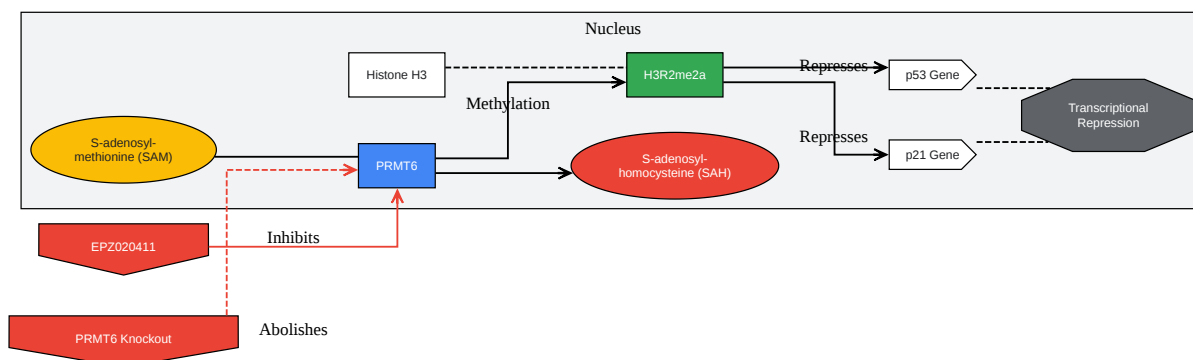 Nucleus
Histone H3
H3R2me2a
Represses
p53 Gene
Methylation
Transcriptional
Repression
S-adenosyl-
methionine (SAM)
PRMT6
S-adenosyl-
homocysteine (SAH)
Represses
p21 Gene
EPZ020411
Inhibits
PRMT6 Knockout
Abolishes